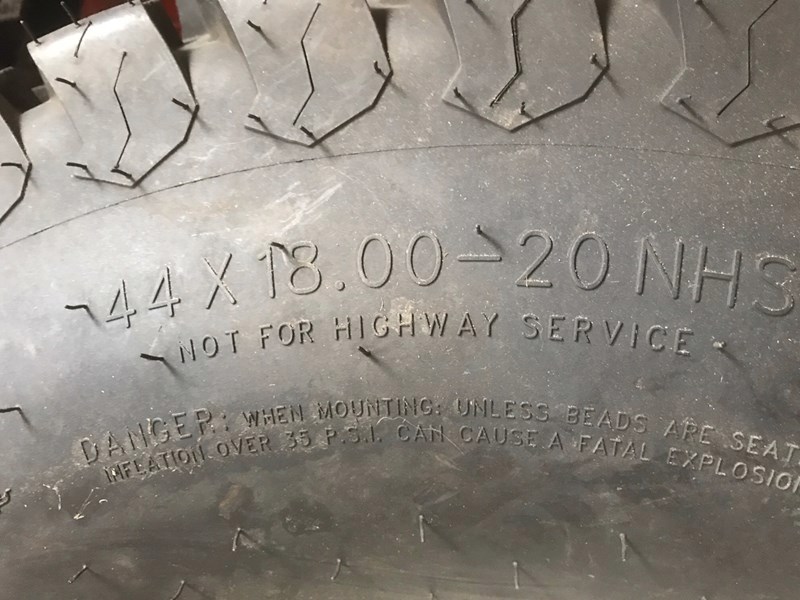 44 X 18.00-20 NHS
NOT FOR HIGHWAY SERVICE
DANGER: WHEN MOUNTING: UNLESS BEADS ARE
INFLATION OVER 35 P.S.I. CAN CAUSE A FATAL EXPLOSION